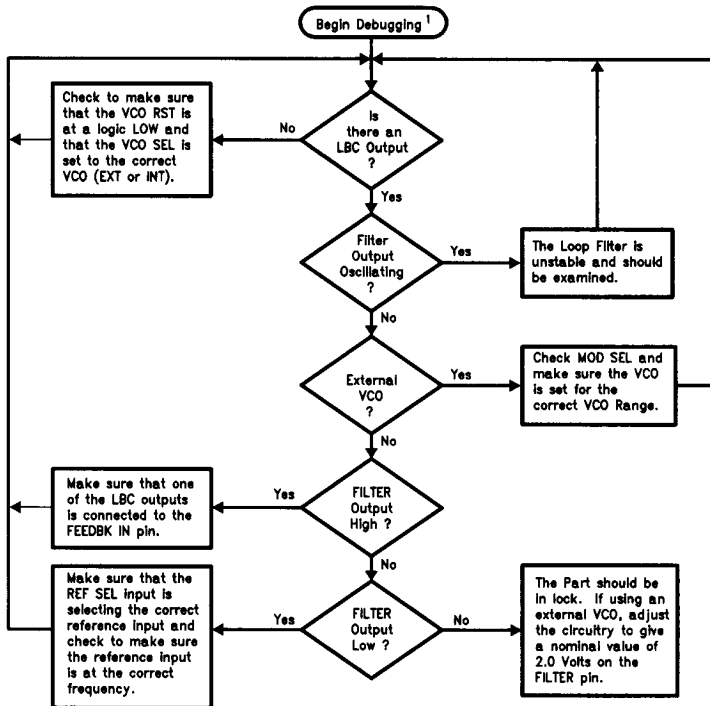 Begin Debugging 1
Is
there an
LBC Output
?
No
Check to make sure
that the VCO RST is
at a logic LOW and
that the VCO SEL is
set to the correct
VCO (EXT or INT).
Yes
Filter
Output
Oscillating
?
Yes
The Loop Filter is
unstable and should
be examined.
No
External
VCO
?
Yes
Check MOD SEL and
make sure the VCO
is set for the
correct VCO Range.
No
FILTER
Output
High ?
Yes
Make sure that one
of the LBC outputs
is connected to the
FEEDBK IN pin.
No
FILTER
Output
Low ?
Yes
Make sure that the
REF SEL input is
selecting the correct
reference input and
check to make sure
the reference input
is at the correct
frequency.
No
The Part should be
in lock. If using an
external VCO, adjust
the circuitry to give
a nominal value of
2.0 Volts on the
FILTER pin.